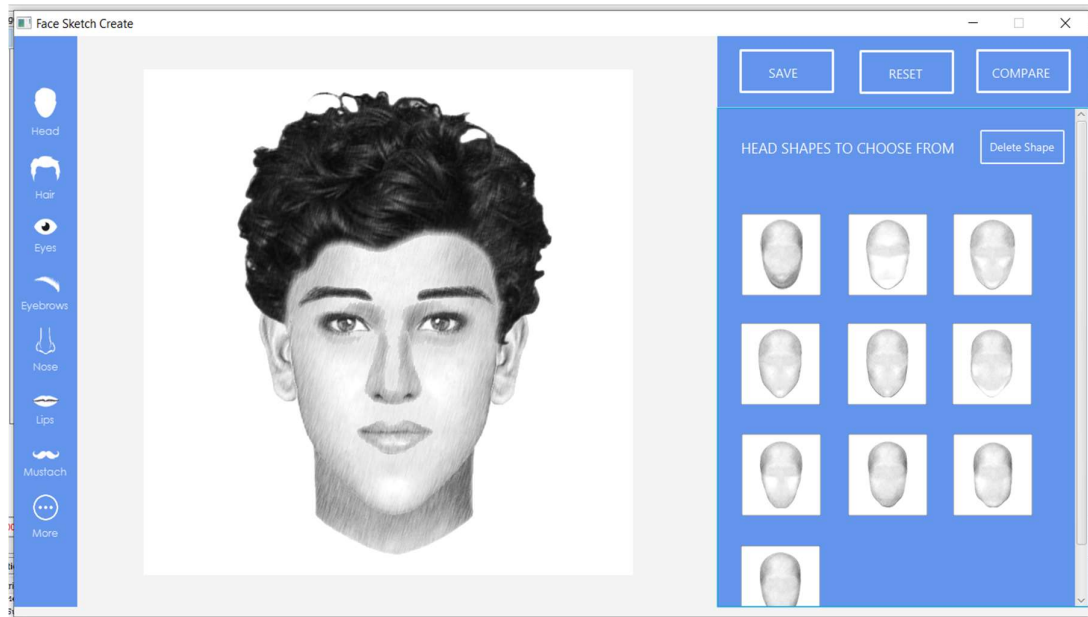 Face Sketch Create
Head
Hair
Eyes
Eyebrows
Nose
Lips
Mustach
More
SAVE
RESET
COMPARE
HEAD SHAPES TO CHOOSE FROM
Delete Shape